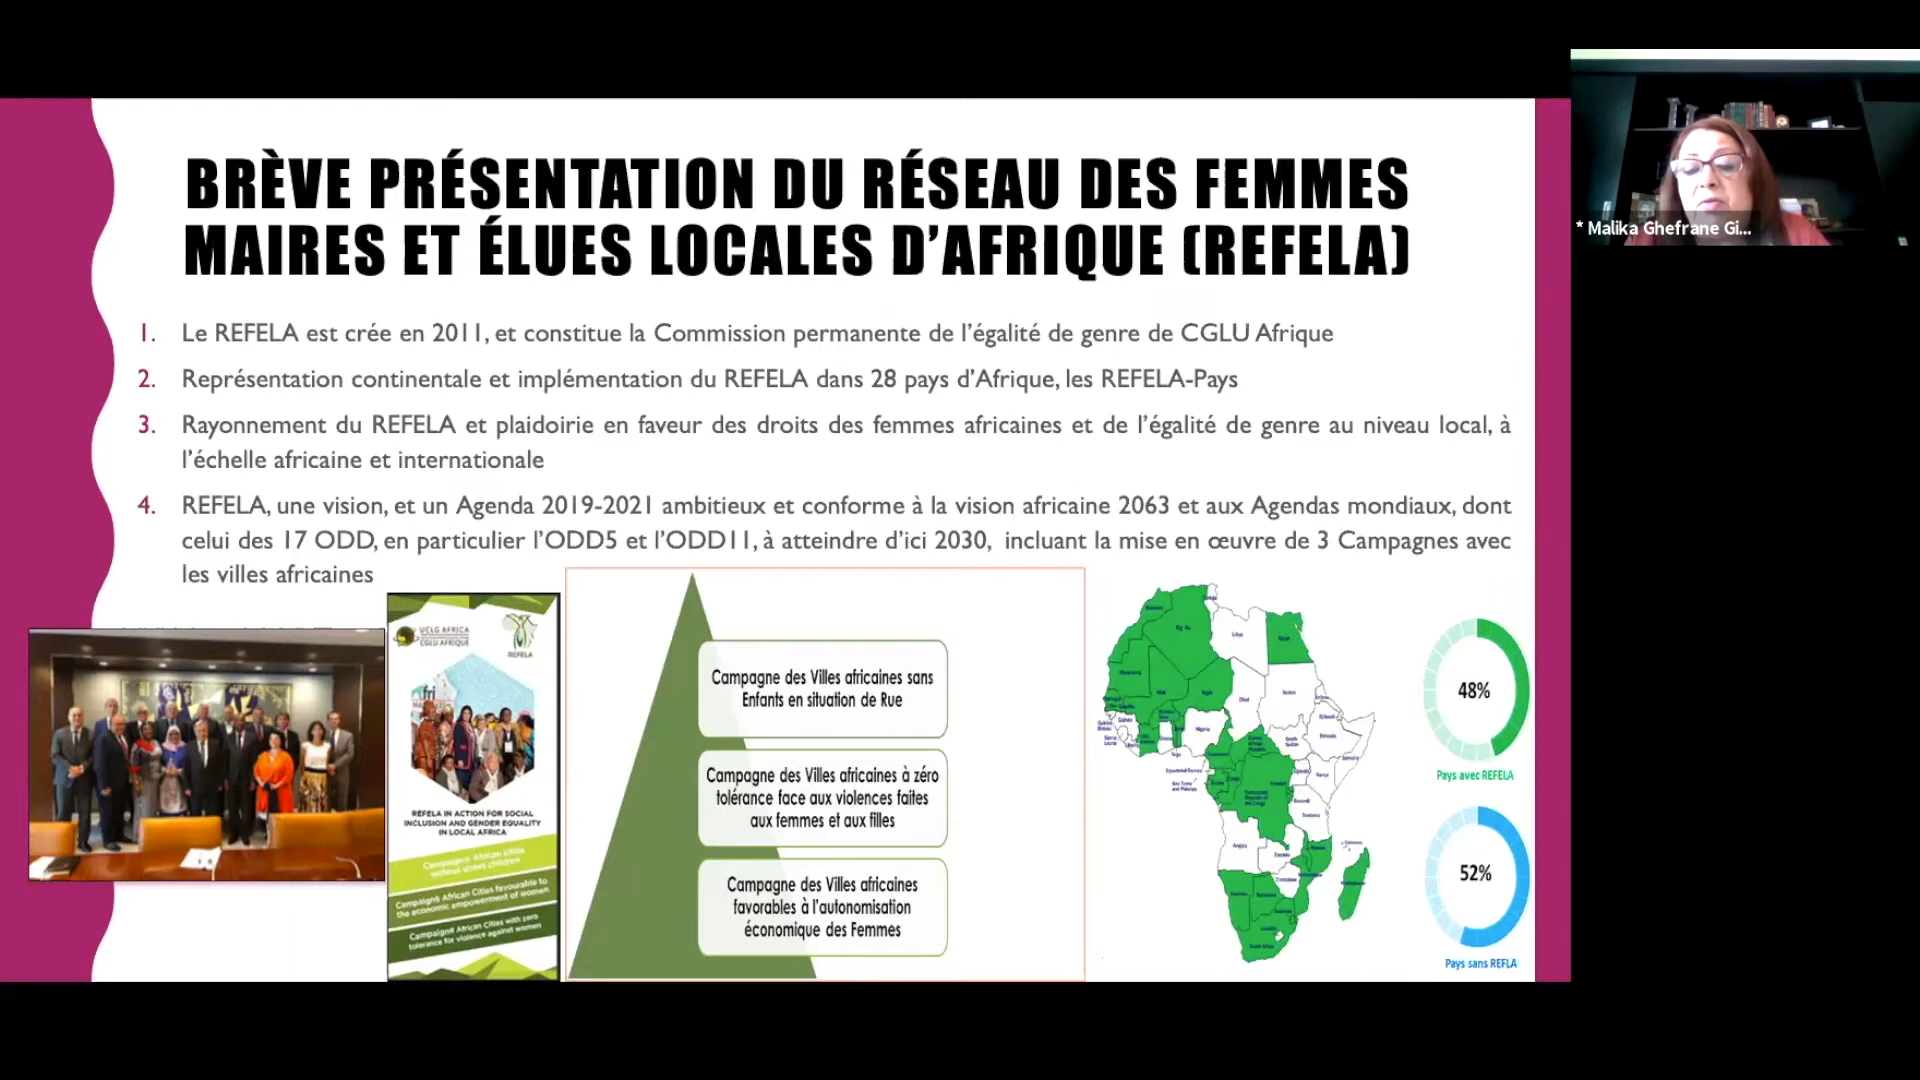 BRÈVE PRÉSENTATION DU RÉSEAU DES FEMMES
MAIRES ET ÉLUES LOCALES D'AFRIQUE (REFELA)
* Malika Ghefrane Gi...
1. Le REFELA est crée en 2011, et constitue la Commission permanente de l'égalité de genre de CGLU Afrique
2. Représentation continentale et implémentation du REFELA dans 28 pays d'Afrique, les REFELA-Pays
3. Rayonnement du REFELA et plaidoirie en faveur des droits des femmes africaines et de l'égalité de genre au niveau local, à
l'échelle africaine et internationale
4. REFELA, une vision, et un Agenda 2019-2021 ambitieux et conforme à la vision africaine 2063 et aux Agendas mondiaux, dont
celui des 17 ODD, en particulier l'ODD5 et l'ODD11, à atteindre d'ici 2030, incluant la mise en œuvre de 3 Campagnes avec
les villes africaines
UCLG AFRICA
CGLU AFRIQUE
REFELA
REFELA IN ACTION FOR SOCIAL
INCLUSION AND GENDER EQUALITY
IN LOCAL AFRICA
Campaign African cities
without street children
Campaign African Cities favourable to
the economic empowerment of women
Campaign African Cities with zero
tolerance for violence against women
Campagne des Villes africaines sans
Enfants en situation de Rue
Campagne des Villes africaines à zéro
tolérance face aux violences faites
aux femmes et aux filles
Campagne des Villes africaines
favorables à l'autonomisation
économique des Femmes
48%
Pays avec REFELA
52%
Pays sans REFLA